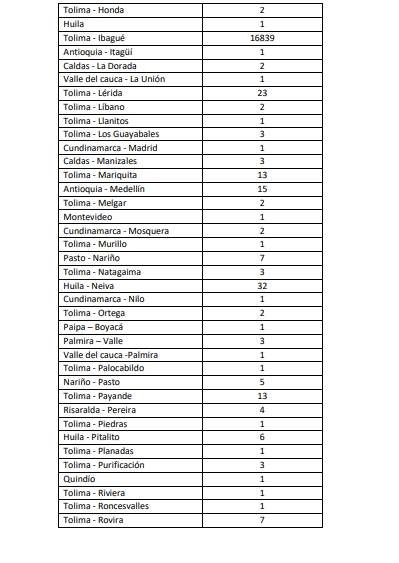 Tolima - Honda 2
Huila 1
Tolima - Ibagué 16839
Antioquia - Itagüí 1
Caldas - La Dorada 2
Valle del cauca - La Unión 1
Tolima - Lérida 23
Tolima - Líbano 2
Tolima - Llanitos 1
Tolima - Los Guayabales 3
Cundinamarca - Madrid 1
Caldas - Manizales 3
Tolima - Mariquita 13
Antioquia - Medellín 15
Tolima - Melgar 2
Montevideo 1
Cundinamarca - Mosquera 2
Tolima - Murillo 1
Pasto - Nariño 7
Tolima - Natagaima 3
Huila - Neiva 32
Cundinamarca - Nilo 1
Tolima - Ortega 2
Paipa – Boyacá 1
Palmira – Valle 3
Valle del cauca -Palmira 1
Tolima - Palocabildo 1
Nariño - Pasto 5
Tolima - Payande 13
Risaralda - Pereira 4
Tolima - Piedras 1
Huila - Pitalito 6
Tolima - Planadas 1
Tolima - Purificación 3
Quindío 1
Tolima - Riviera 1
Tolima - Roncesvalles 1
Tolima - Rovira 7